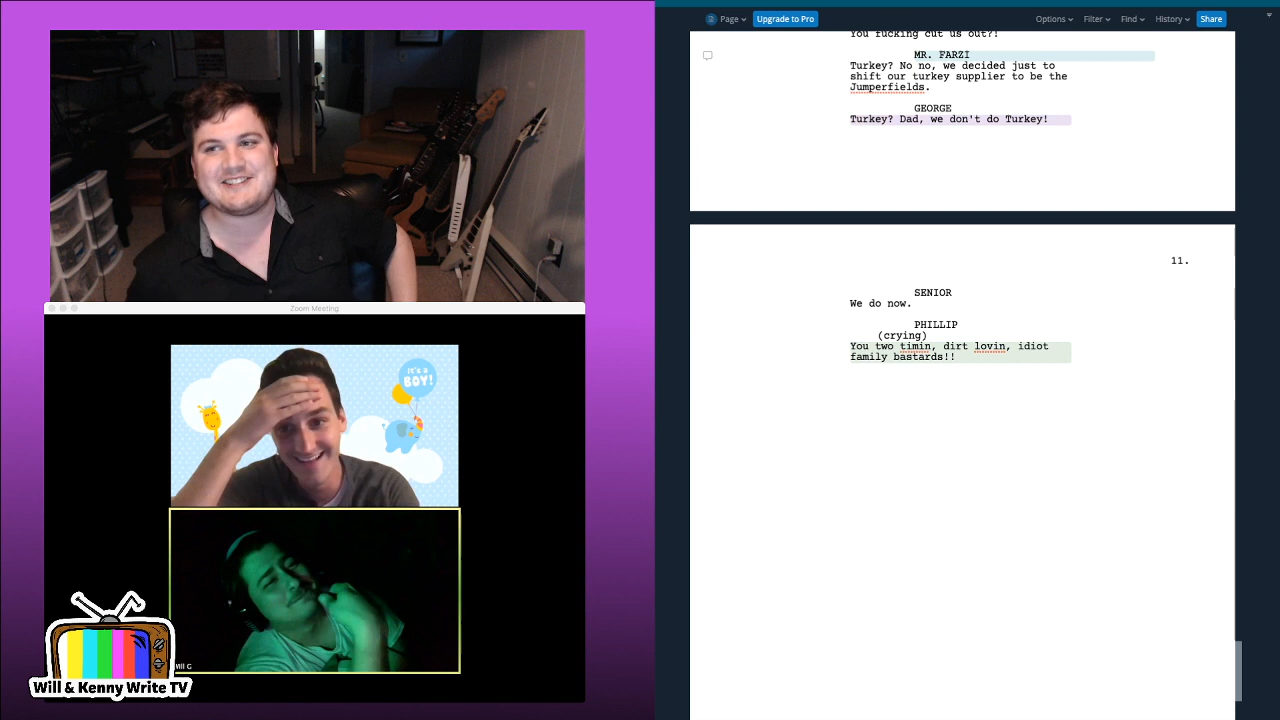 Zoom Meeting
It's a
BOY!
Will & Kenny Write TV
Page
Upgrade to Pro
Options
Filter
Find
History
Share
You fucking cut us out?!
MR. FARZI
Turkey? No no, we decided just to
shift our turkey supplier to be the
Jumperfields.
GEORGE
Turkey? Dad, we don't do Turkey!
11.
SENIOR
We do now.
PHILLIP
(crying)
You two timin, dirt lovin, idiot
family bastards!!